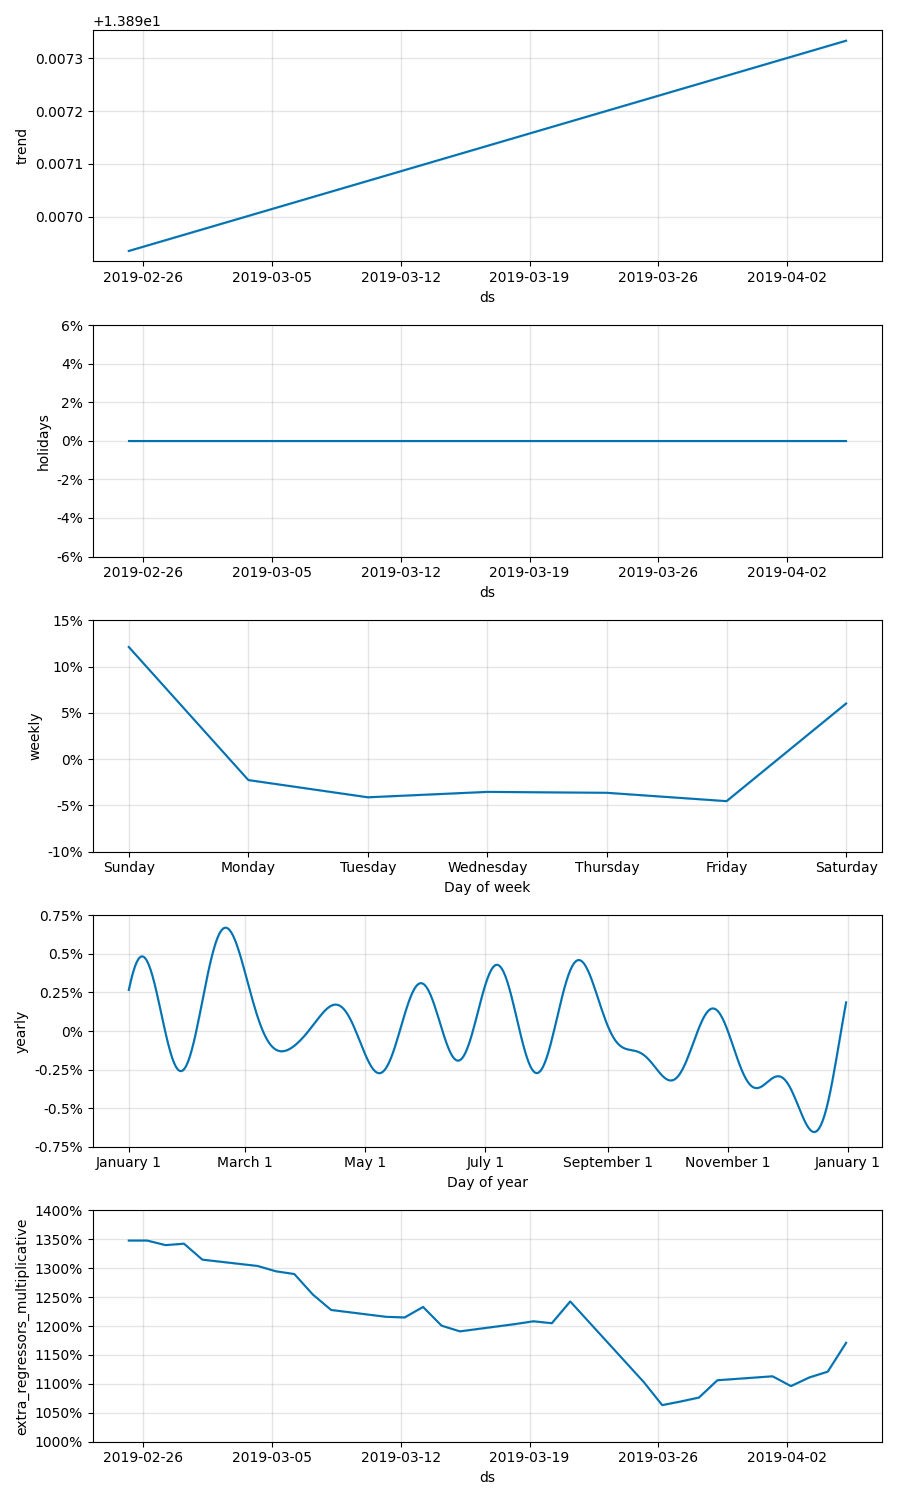 +1.389e1
0.00073
0.00072
0.00071
0.00070
trend
2019-02-26 2019-03-05 2019-03-12 2019-03-19 2019-03-26 2019-04-02
ds
6%
4%
2%
0%
-2%
-4%
-6%
holidays
2019-02-26 2019-03-05 2019-03-12 2019-03-19 2019-03-26 2019-04-02
ds
15%
10%
5%
0%
-5%
-10%
weekly
Sunday Monday Tuesday Wednesday Thursday Friday Saturday
Day of week
0.75%
0.5%
0.25%
0%
-0.25%
-0.5%
-0.75%
yearly
January 1 March 1 May 1 July 1 September 1 November 1 January 1
Day of year
1400%
1350%
1300%
1250%
1200%
1150%
1100%
1050%
1000%
extra_regressors_multiplicative
2019-02-26 2019-03-05 2019-03-12 2019-03-19 2019-03-26 2019-04-02
ds